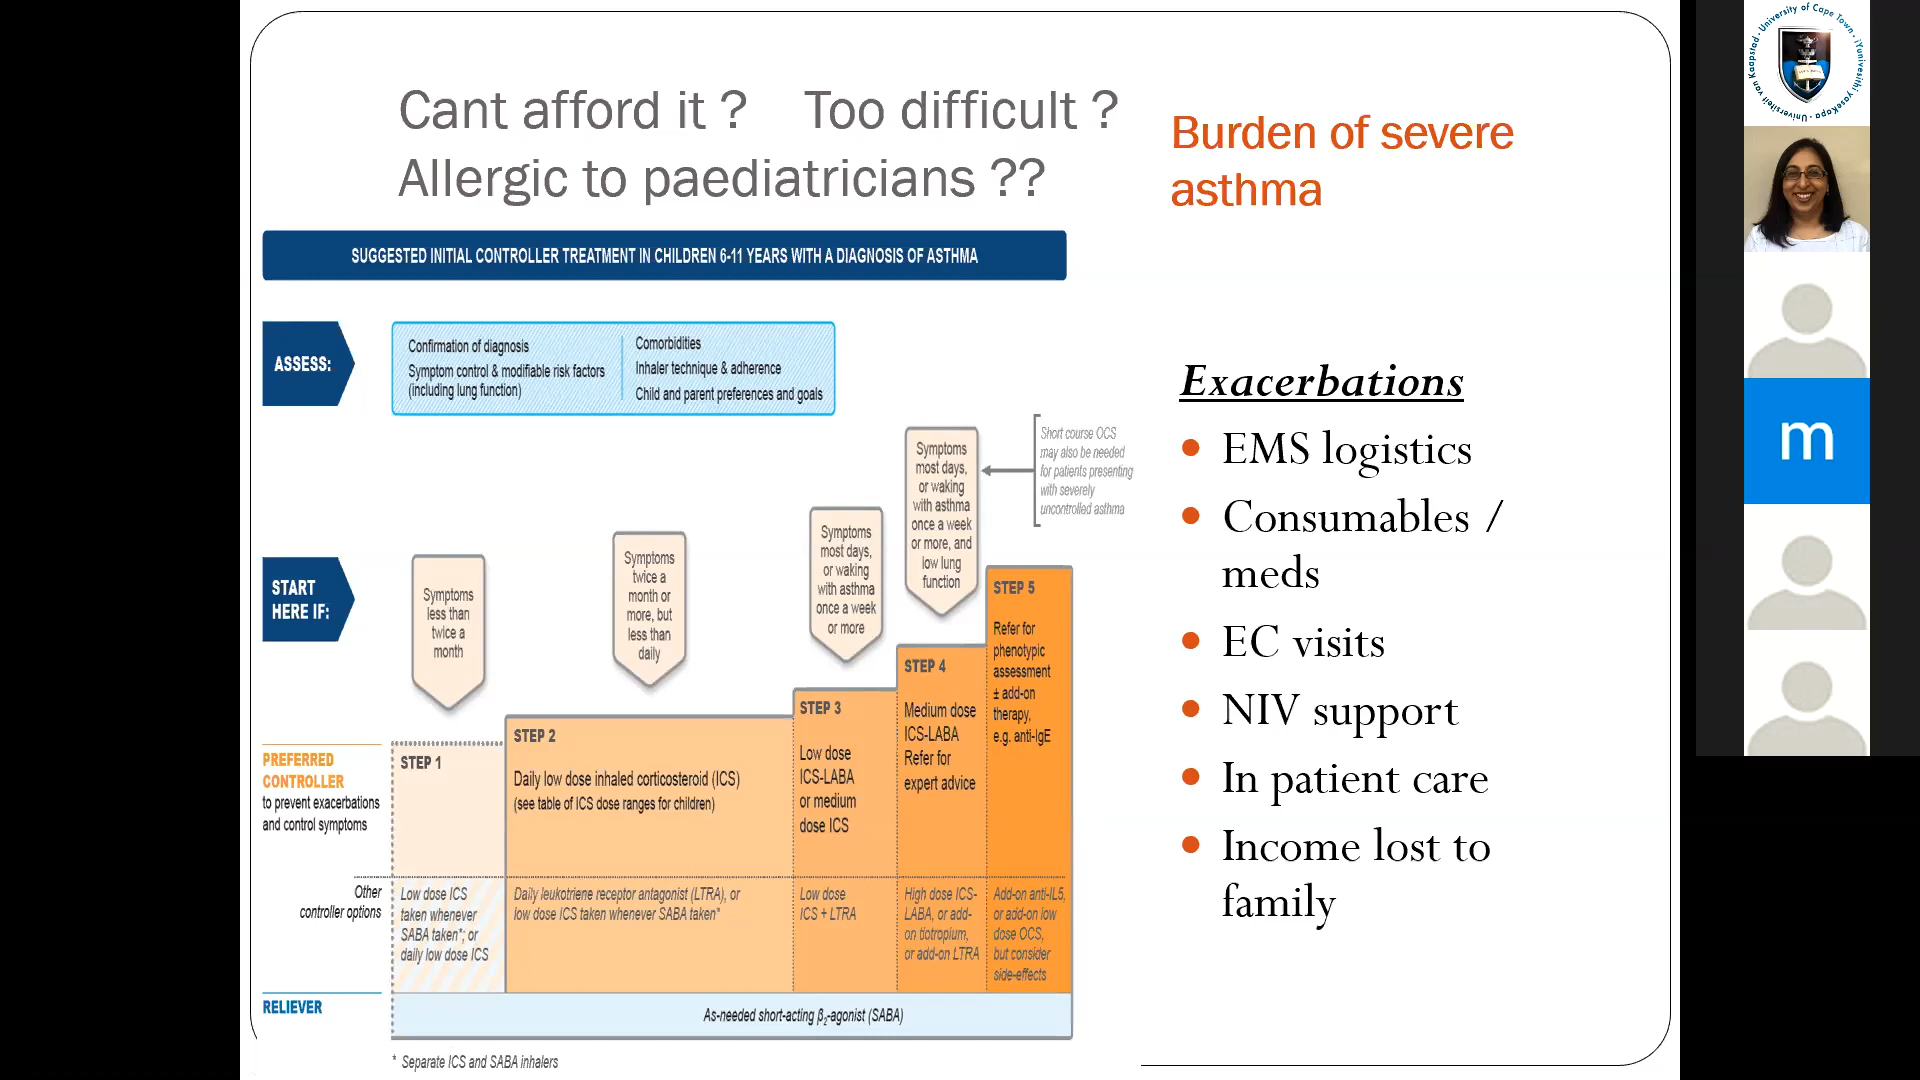 Cant afford it ? Too difficult ?
Allergic to paediatricians ??
Burden of severe
asthma
SUGGESTED INITIAL CONTROLLER TREATMENT IN CHILDREN 6-11 YEARS WITH A DIAGNOSIS OF ASTHMA
ASSESS:
Confirmation of diagnosis
Symptom control & modifiable risk factors
(including lung function)
Comorbidities
Inhaler technique & adherence
Child and parent preferences and goals
START
HERE IF:
Symptoms
less than
twice a
month
Symptoms
twice a
month or
more, but
less than
daily
Symptoms
most days,
or waking
with asthma
once a week
or more
Symptoms
most days,
or waking
with asthma
once a week
or more, and
low lung
function
Short course OCS
may also be needed
for patients presenting
with severely
uncontrolled asthma
PREFERRED
CONTROLLER
to prevent exacerbations
and control symptoms
STEP 1
STEP 2
Daily low dose inhaled corticosteroid (ICS)
(see table of ICS dose ranges for children)
STEP 3
Low dose
ICS-LABA
or medium
dose ICS
STEP 4
Medium dose
ICS-LABA
Refer for
expert advice
STEP 5
Refer for
phenotypic
assessment
± add-on
therapy,
e.g. anti-IgE
Other
controller options
Low dose ICS
taken whenever
SABA taken*; or
daily low dose ICS
Daily leukotriene receptor antagonist (LTRA), or
low dose ICS taken whenever SABA taken*
Low dose
ICS + LTRA
High dose ICS-
LABA, or add-
on tiotropium,
or add-on LTRA
Add-on anti-IL5,
or add-on low
dose OCS,
but consider
side-effects
RELIEVER
As-needed short-acting β2-agonist (SABA)
* Separate ICS and SABA inhalers
Exacerbations
• EMS logistics
• Consumables /
meds
• EC visits
• NIV support
• In patient care
• Income lost to
family
University of Cape Town · iYunivesithi yaseKapa · Universiteit van Kaapstad ·
m